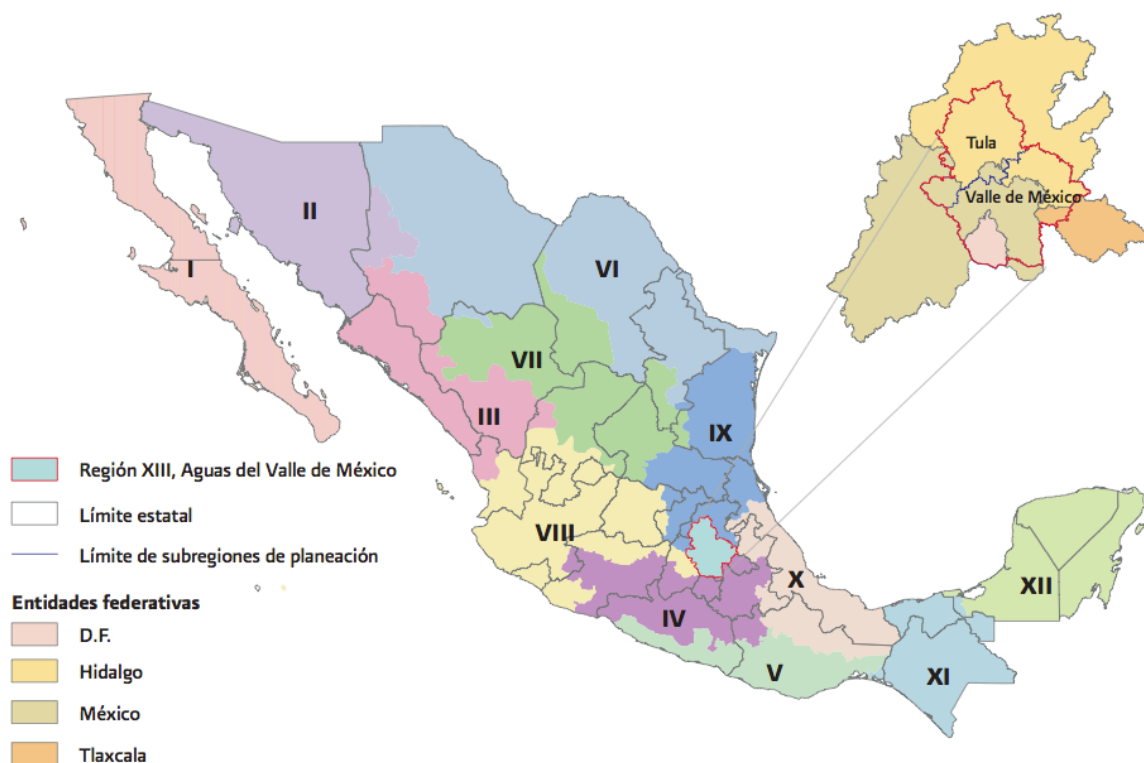 Tula
Valle de México
II
I
VI
VII
III
IX
VIII
X
XII
IV
V
XI
Región XIII, Aguas del Valle de México
Límite estatal
Límite de subregiones de planeación
Entidades federativas
D.F.
Hidalgo
México
Tlaxcala